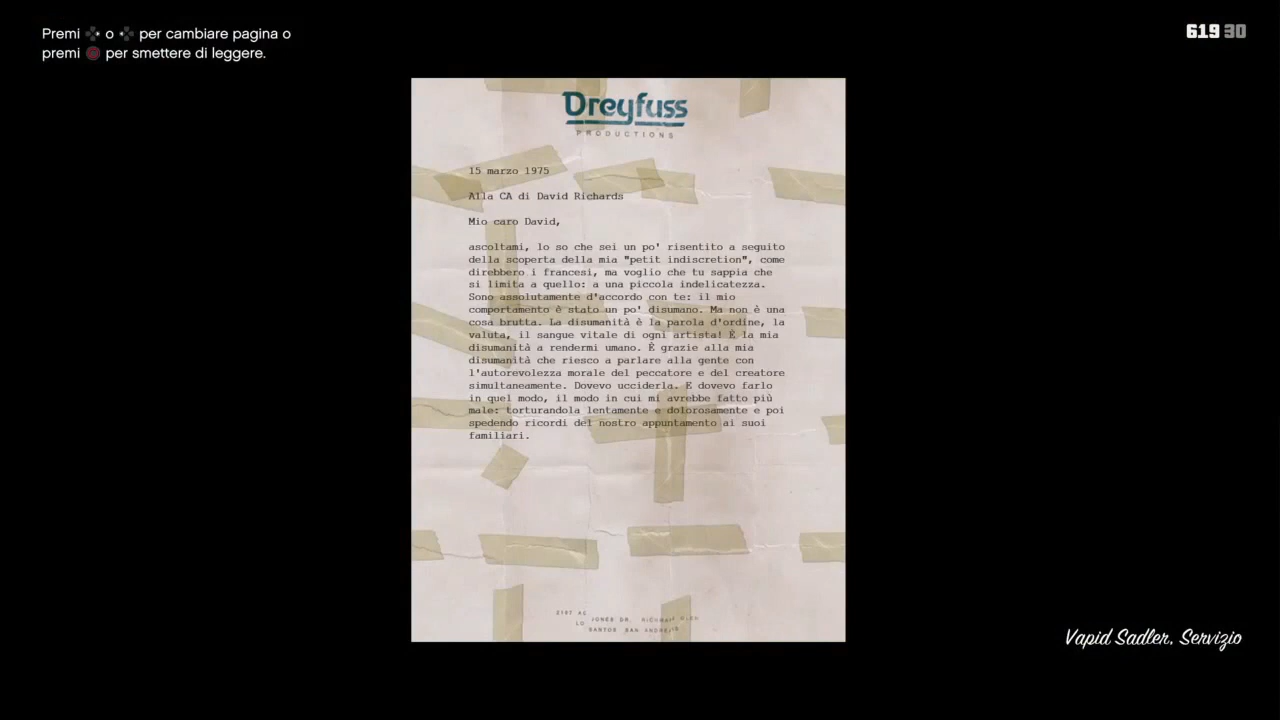 Premi o per cambiare pagina o
premi per smettere di leggere.
619 30
Dreyfuss
PRODUCTIONS
15 marzo 1975
Alla CA di David Richards
Mio caro David,
ascoltami, lo so che sei un po' risentito a seguito
della scoperta della mia "petit indiscretion", come
direbbero i francesi, ma voglio che tu sappia che
si limita a quello: a una piccola indelicatezza.
Sono assolutamente d'accordo con te: il mio
comportamento è stato un po' disumano. Ma non è una
cosa brutta. La disumanità è la parola d'ordine, la
valuta, il sangue vitale di ogni artista! È la mia
disumanità a rendermi umano. È grazie alla mia
disumanità che riesco a parlare alla gente con
l'autorevolezza morale del peccatore e del creatore
simultaneamente. Dovevo ucciderla. E dovevo farlo
in quel modo, il modo in cui mi avrebbe fatto più
male: torturandola lentamente e dolorosamente e poi
spedendo ricordi del nostro appuntamento ai suoi
familiari.
JONES DR.
SANTOS SAN ANDREAS
Vapid Sadler, Servizio